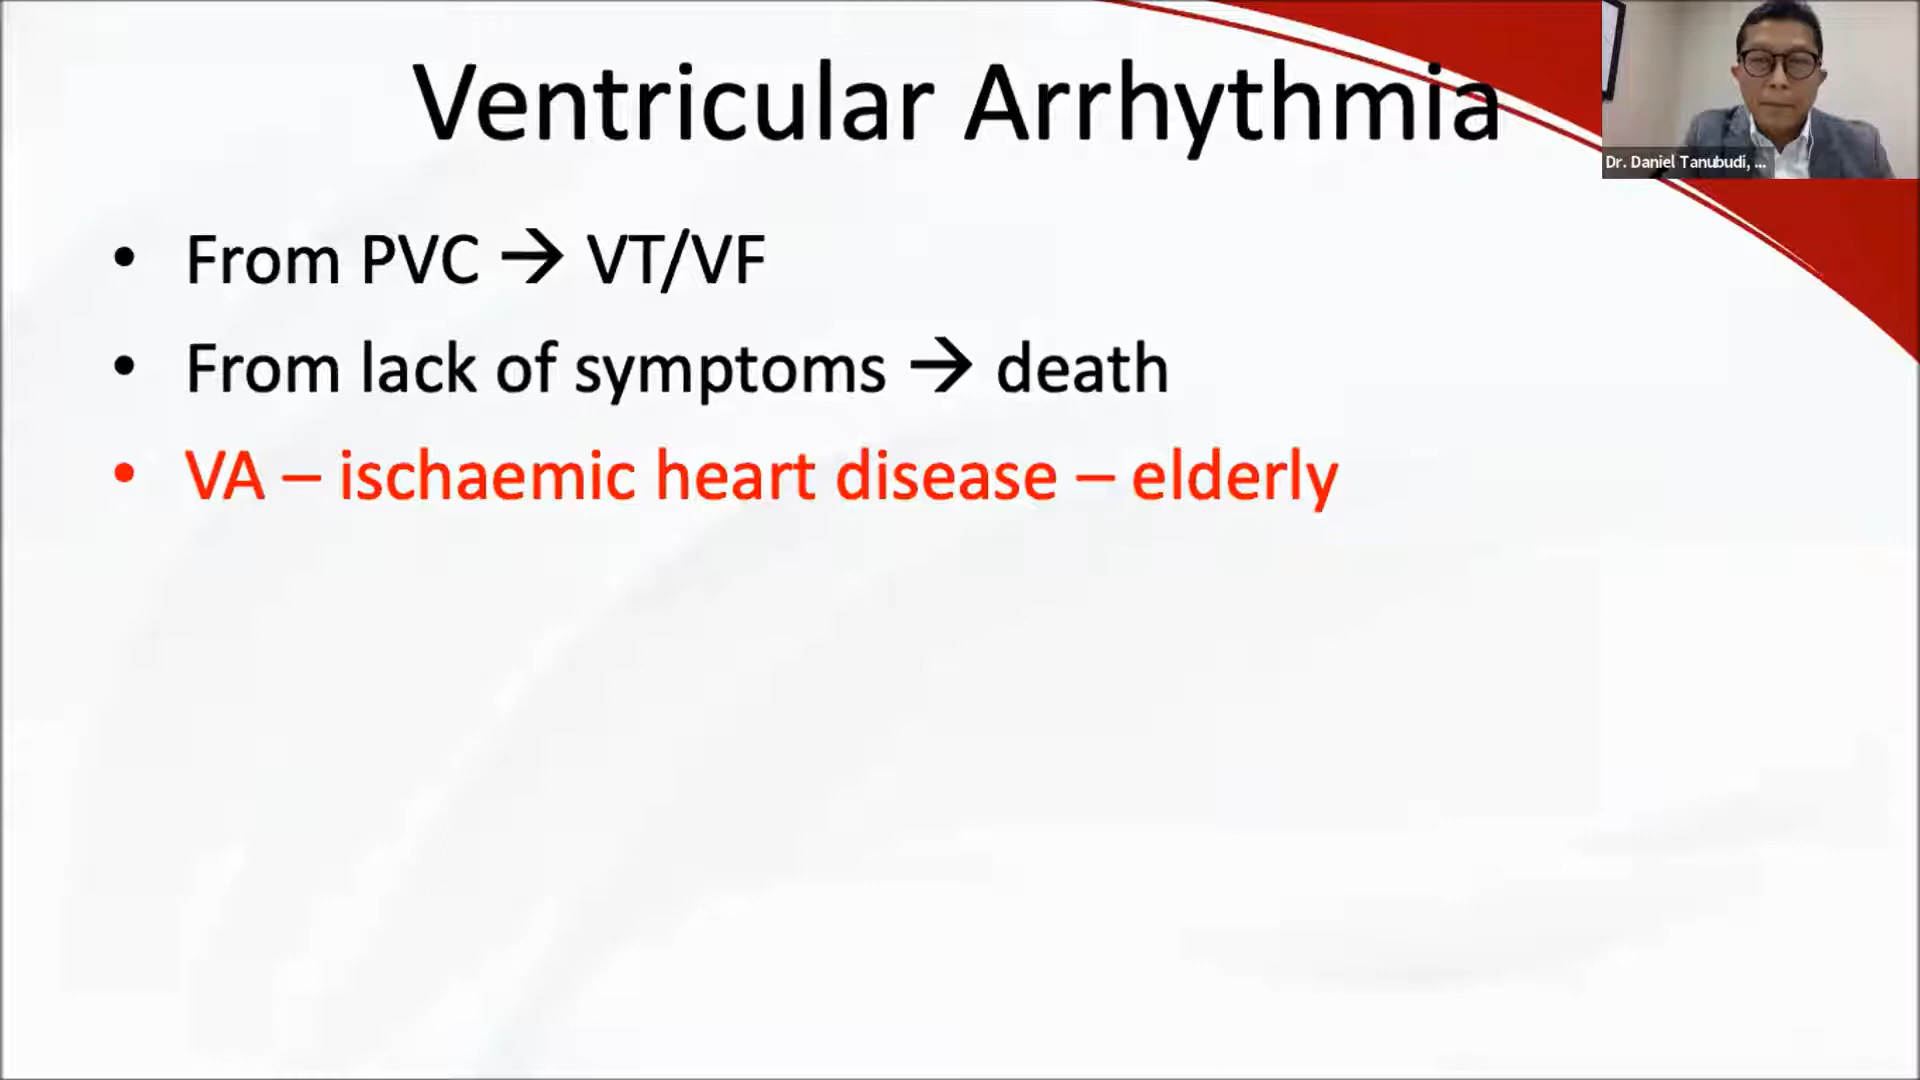 Ventricular Arrhythmia
Dr. Daniel Tanubudi, ...
• From PVC → VT/VF
• From lack of symptoms → death
• VA – ischaemic heart disease – elderly